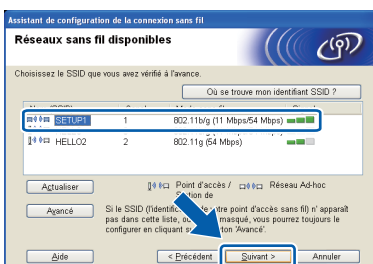 Assistant de configuration de la connexion sans fil
Réseaux sans fil disponibles
Choisissez le SSID que vous avez vérifié à l'avance.
Où se trouve mon identifiant SSID ?
SETUP1 1 802.11b/g (11 Mbps/54 Mbps)
HELLO2 2 802.11g (54 Mbps)
Actualiser
Point d'accès / Réseau Ad-hoc
de
Avancé
Si le SSID (l'identifi votre point d'accès sans fil) n' apparaît
pas dans cette liste, masqué, vous pourrez toujours le
configurer en cliquant 'Avancé'.
Aide
< Précédent
Suivant >
Annuler